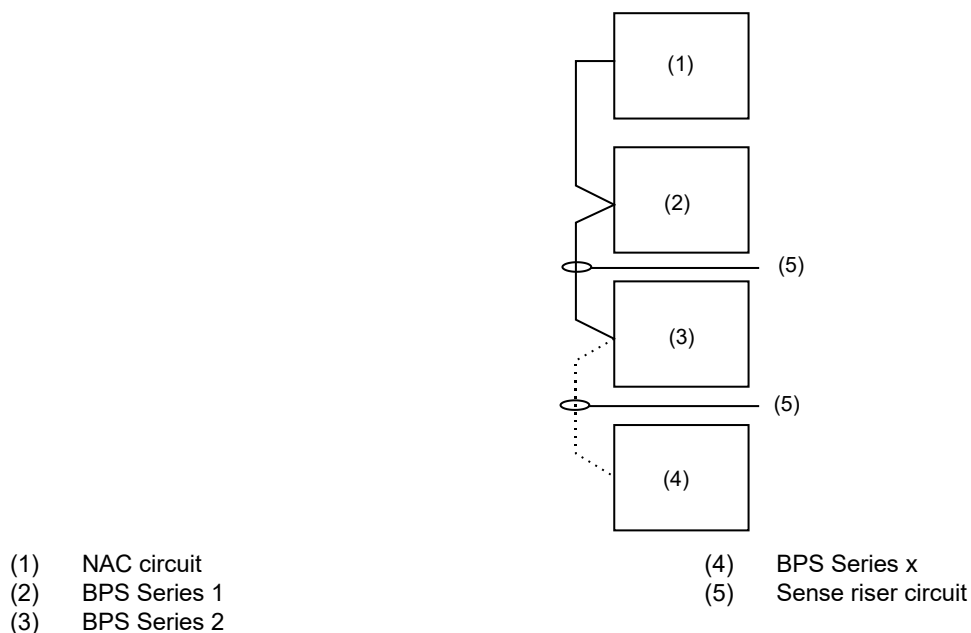 (1)
(2)
(5)
(3)
(5)
(4)
(1) NAC circuit
(2) BPS Series 1
(3) BPS Series 2
(4) BPS Series x
(5) Sense riser circuit